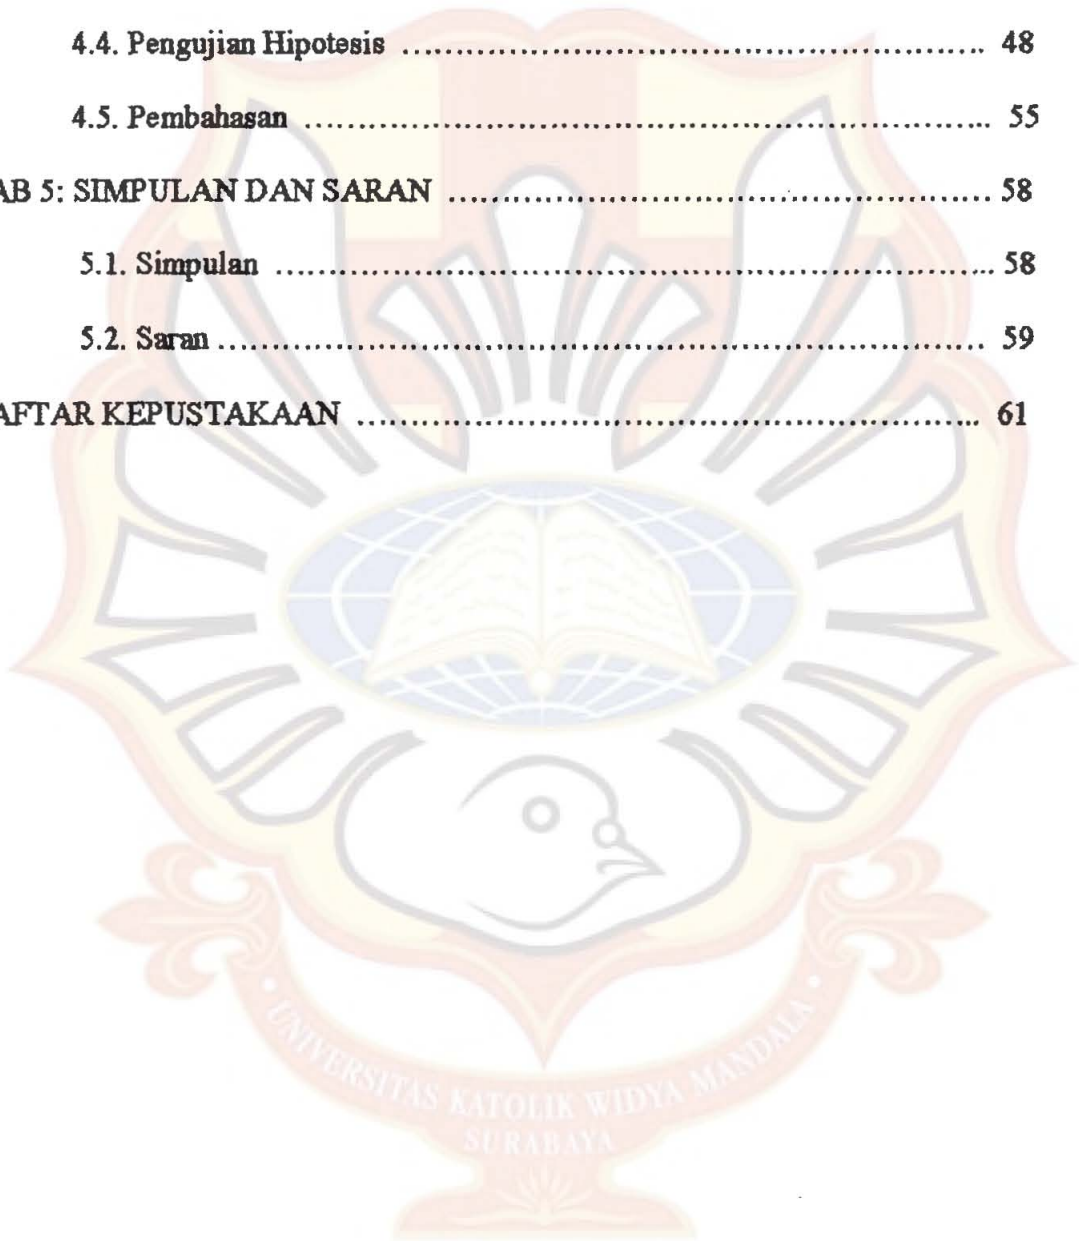 4.4. Pengujian Hipotesis ........................................................ 48
4.5. Pembahasan .................................................................. 55
AB 5: SIMPULAN DAN SARAN .................................................... 58
5.1. Simpulan ..................................................................... 58
5.2. Saran .......................................................................... 59
AFTAR KEPUSTAKAAN ............................................................ 61
• UNIVERSITAS KATOLIK WIDYA MANDALA •
SURABAYA